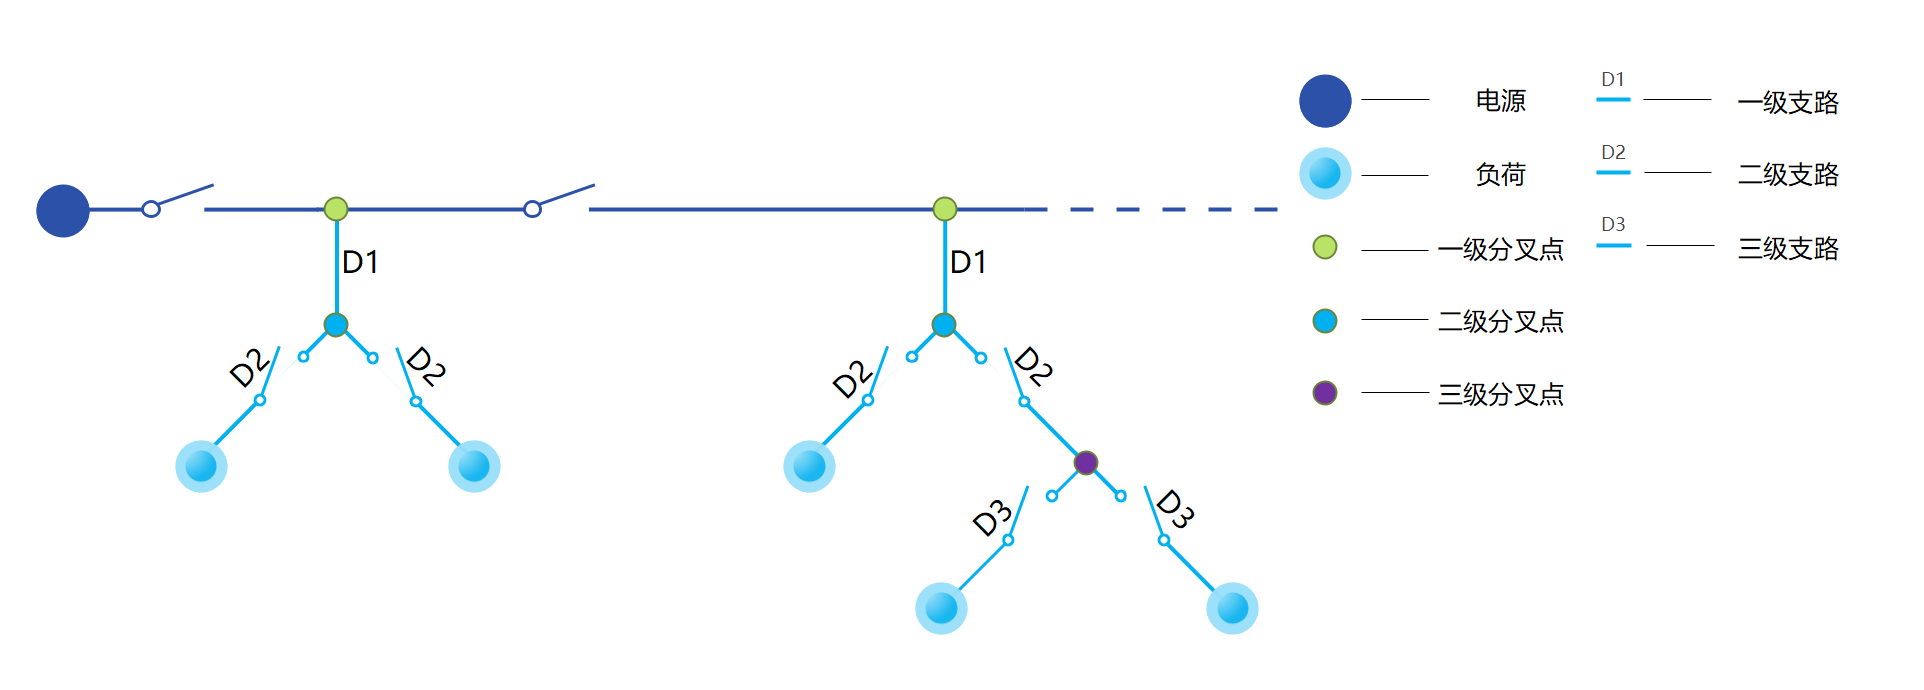 D1
D2
D2
D1
D2
D2
D3
D3
电源
D1
一级支路
负荷
D2
二级支路
一级分叉点
D3
三级支路
二级分叉点
三级分叉点